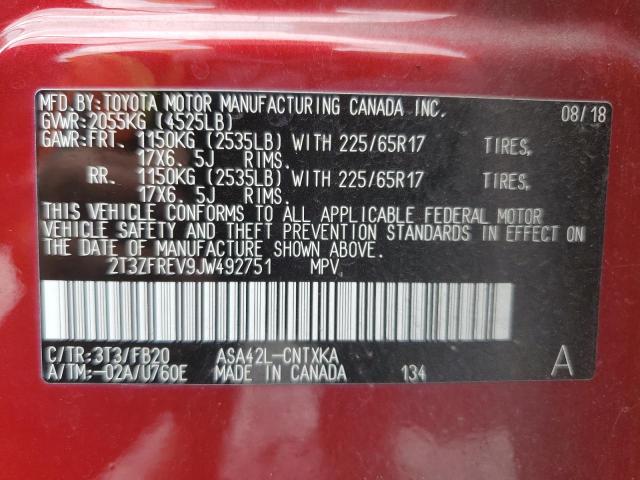 MFD.BY:TOYOTA MOTOR MANUFACTURING CANADA INC. 08/18
GVWR:2055KG (4525LB)
GAWR:FRT. 1150KG (2535LB) WITH 225/65R17 TIRES,
17X6. 5J RIMS.
RR. 1150KG (2535LB) WITH 225/65R17 TIRES,
17X6. 5J RIMS.
THIS VEHICLE CONFORMS TO ALL APPLICABLE FEDERAL MOTOR
VEHICLE SAFETY AND THEFT PREVENTION STANDARDS IN EFFECT ON
THE DATE OF MANUFACTURE SHOWN ABOVE.
2T3ZFREV9JW492751 MPV
C/TR:3T3/FB20 ASA42L-CNTXKA A
A/TM:-02A/U760E MADE IN CANADA 134